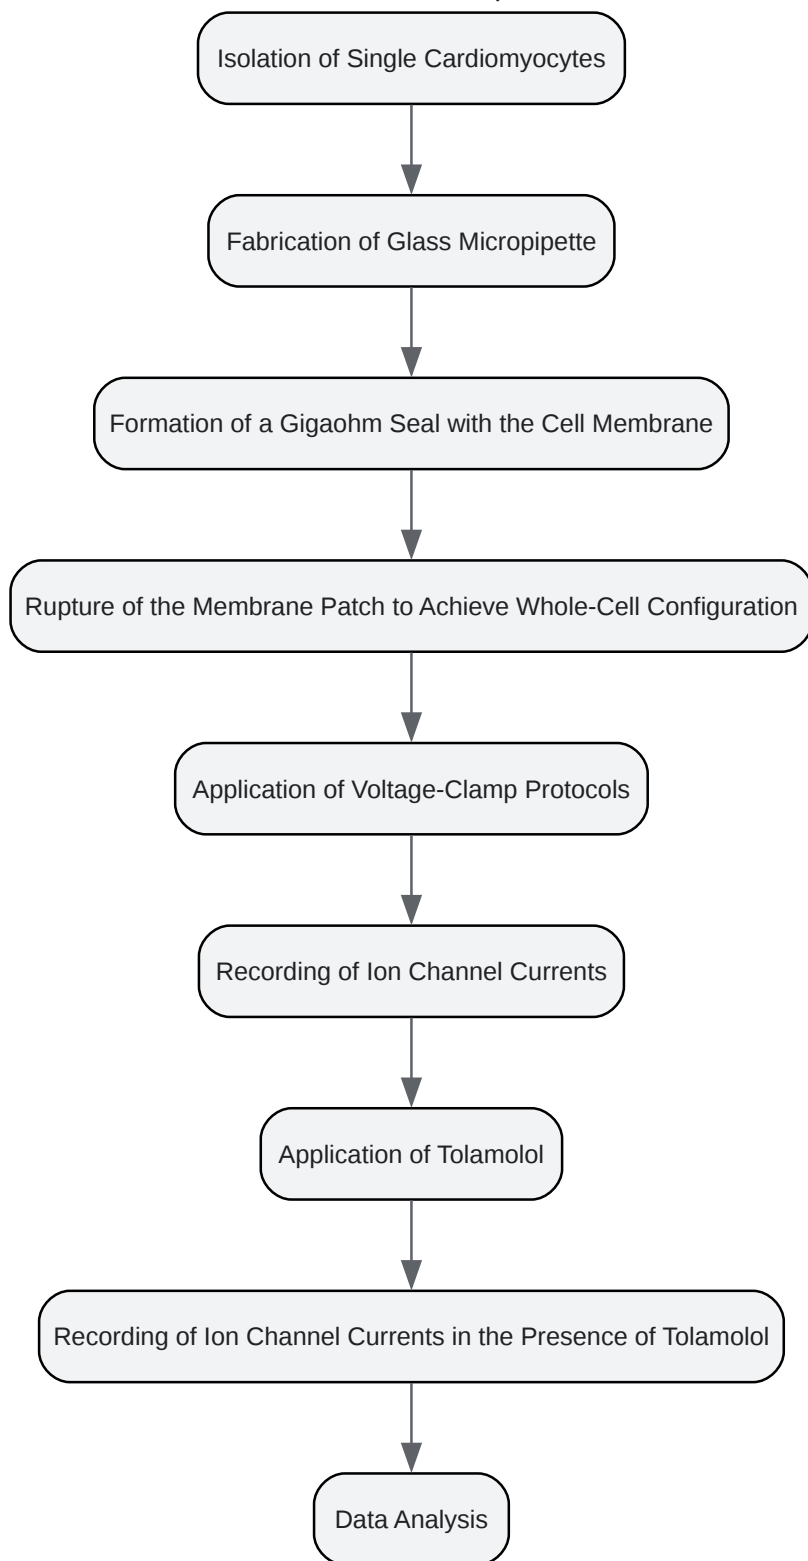 Isolation of Single Cardiomyocytes
Fabrication of Glass Micropipette
Formation of a Gigaohm Seal with the Cell Membrane
Rupture of the Membrane Patch to Achieve Whole-Cell Configuration
Application of Voltage-Clamp Protocols
Recording of Ion Channel Currents
Application of Tolamolol
Recording of Ion Channel Currents in the Presence of Tolamolol
Data Analysis